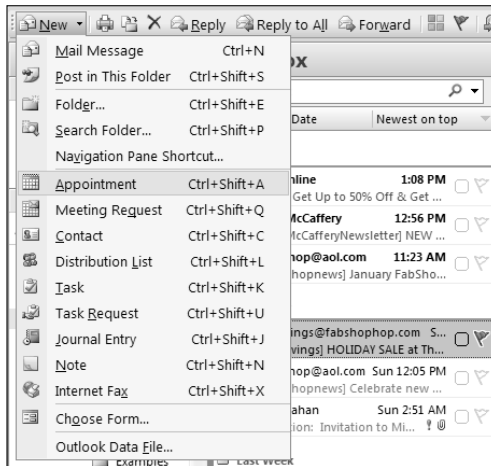 New Reply Reply to All Forward
Mail Message Ctrl+N
Post in This Folder Ctrl+Shift+S
Folder... Ctrl+Shift+E
Search Folder... Ctrl+Shift+P
Navigation Pane Shortcut...
Appointment Ctrl+Shift+A
Meeting Request Ctrl+Shift+Q
Contact Ctrl+Shift+C
Distribution List Ctrl+Shift+L
Task Ctrl+Shift+K
Task Request Ctrl+Shift+U
Journal Entry Ctrl+Shift+J
Note Ctrl+Shift+N
Internet Fax Ctrl+Shift+X
Choose Form...
Outlook Data File...
Examples
ox
Date Newest on top
nline 1:08 PM
Get Up to 50% Off & Get ...
McCaffery 12:56 PM
McCafferyNewsletter] NEW ...
hop@aol.com 11:23 AM
hopnews] January FabSho...
ings@fabshophop.com S...
vings] HOLIDAY SALE at Th...
hop@aol.com Sun 12:05 PM
hopnews] Celebrate new ...
ahan Sun 2:51 AM
ion: Invitation to Mi...
Last Week